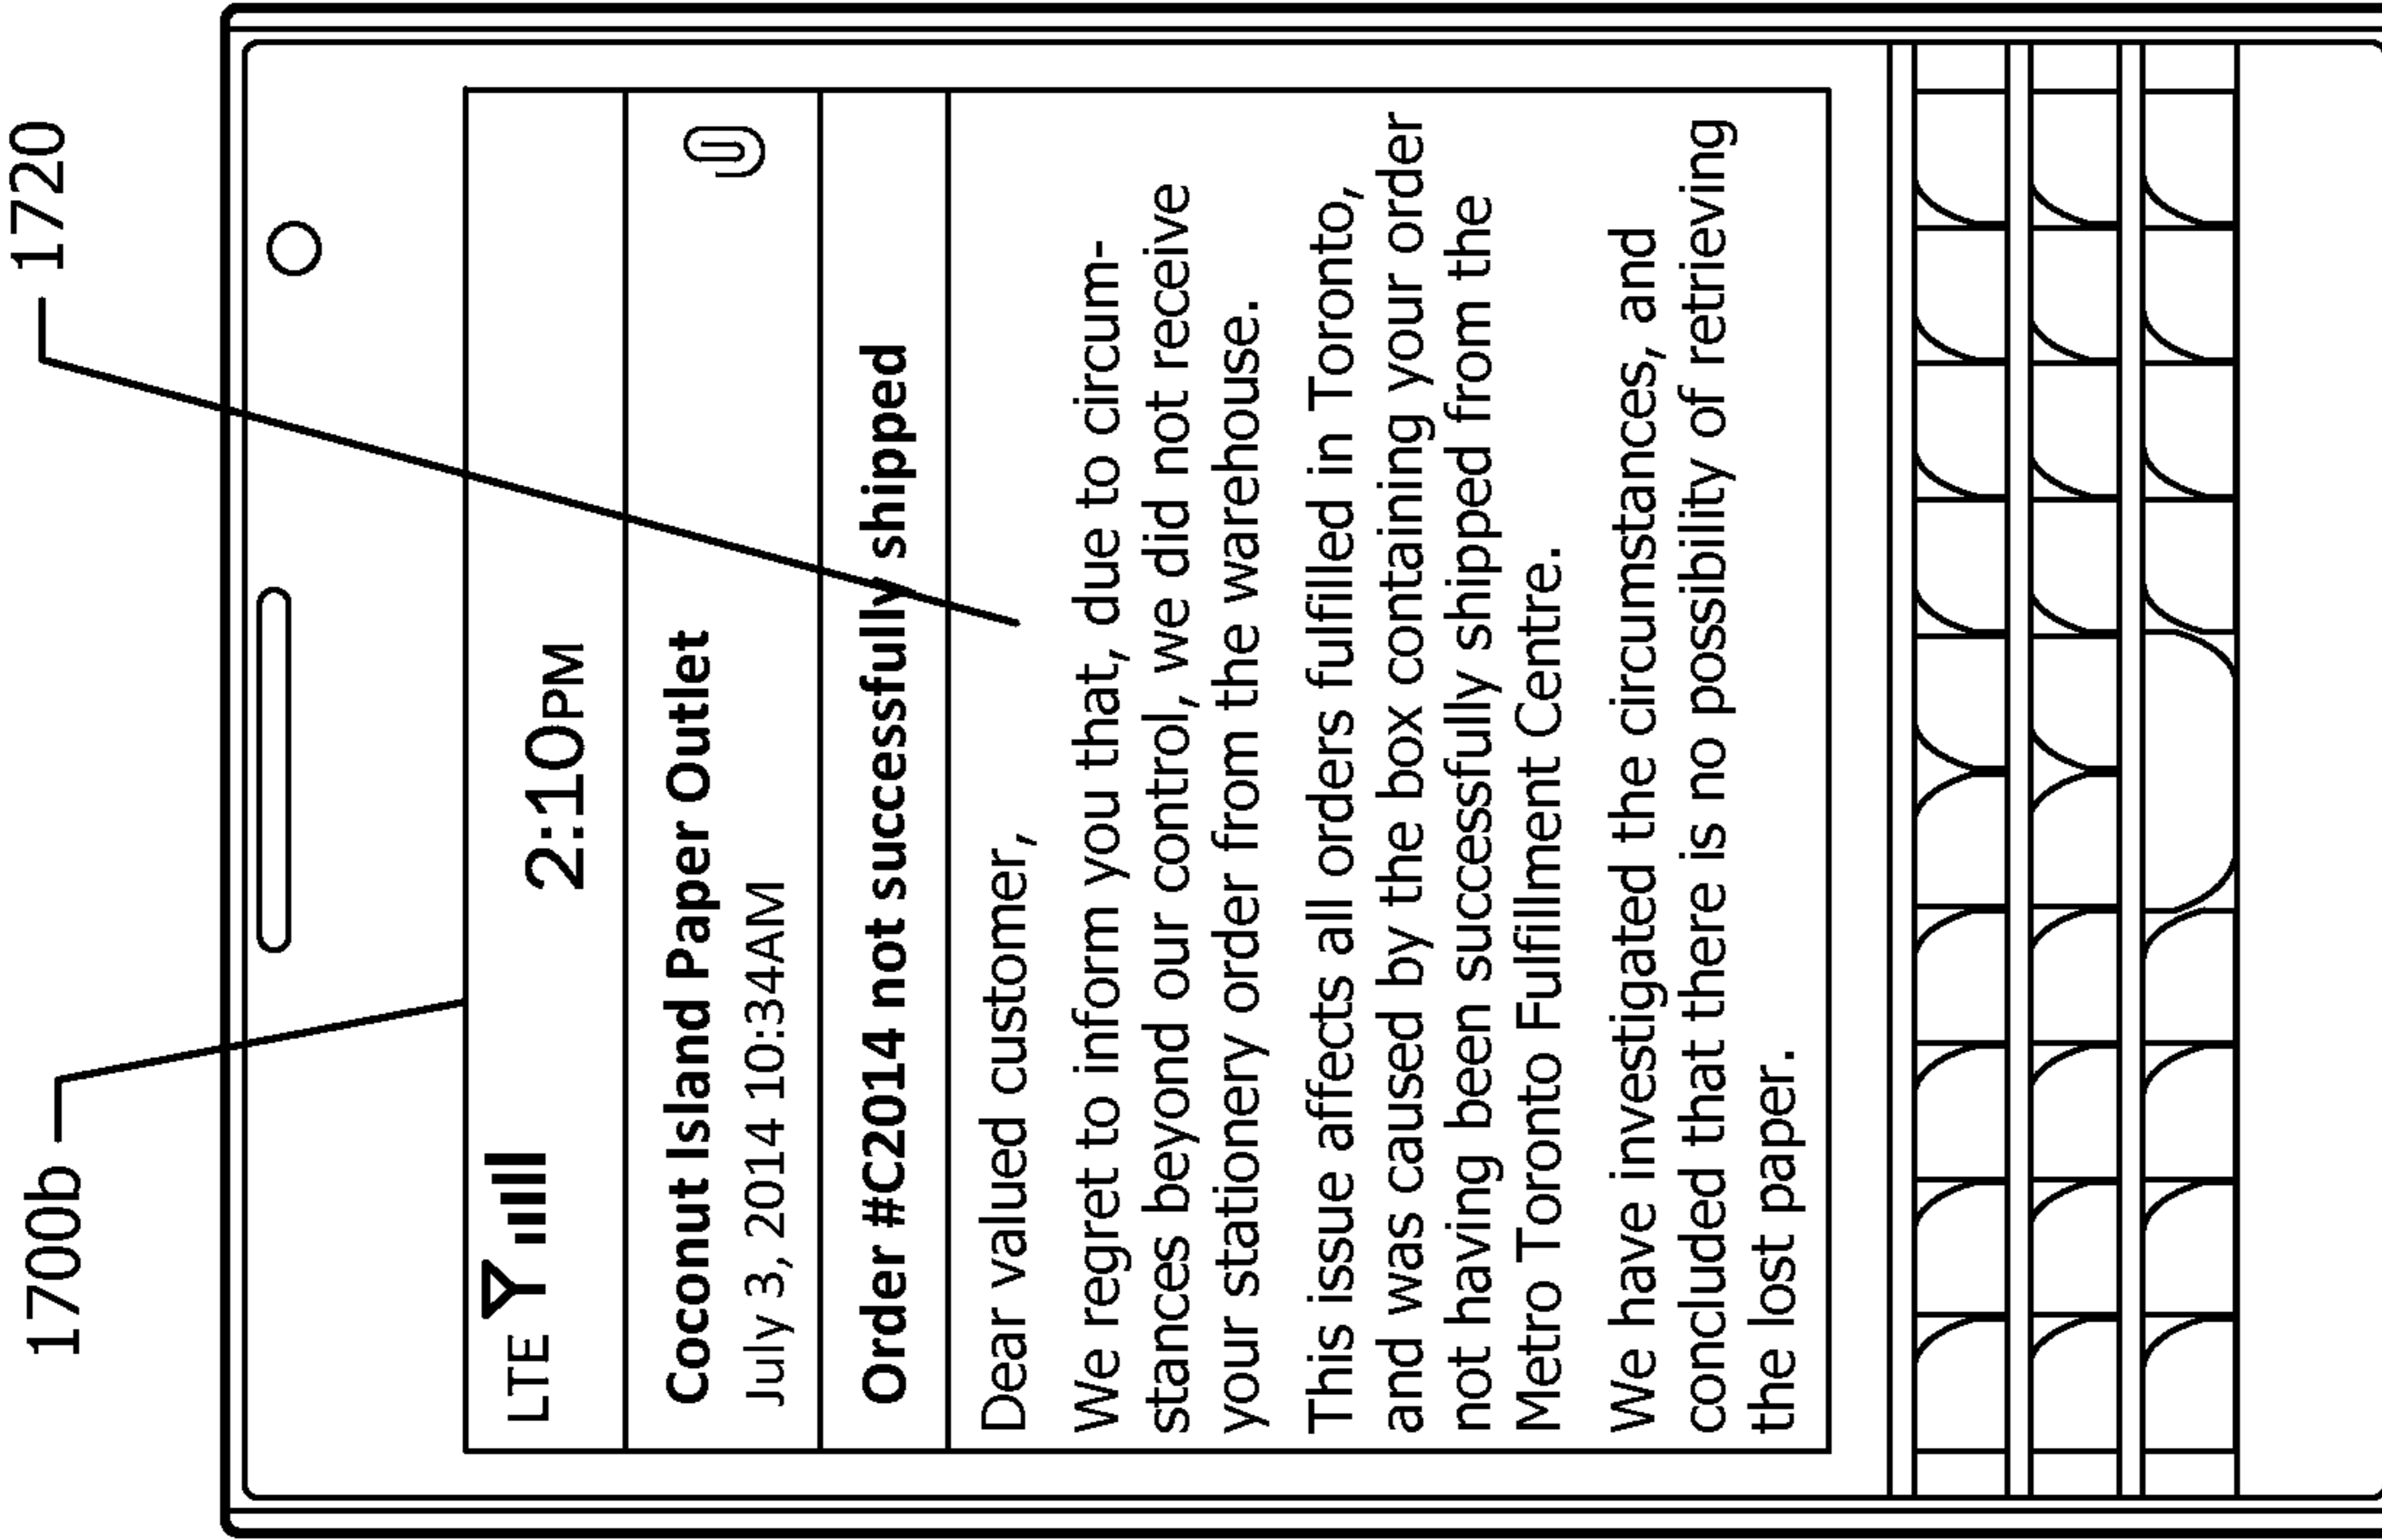 1700b
1720
LTE 2:10PM
Coconut Island Paper Outlet
July 3, 2014 10:34AM
Order #C2014 not successfully shipped
Dear valued customer,
We regret to inform you that, due to circum-
stances beyond our control, we did not receive
your stationery order from the warehouse.
This issue affects all orders fulfilled in Toronto,
and was caused by the box containing your order
not having been successfully shipped from the
Metro Toronto Fulfillment Centre.
We have investigated the circumstances, and
concluded that there is no possibility of retrieving
the lost paper.